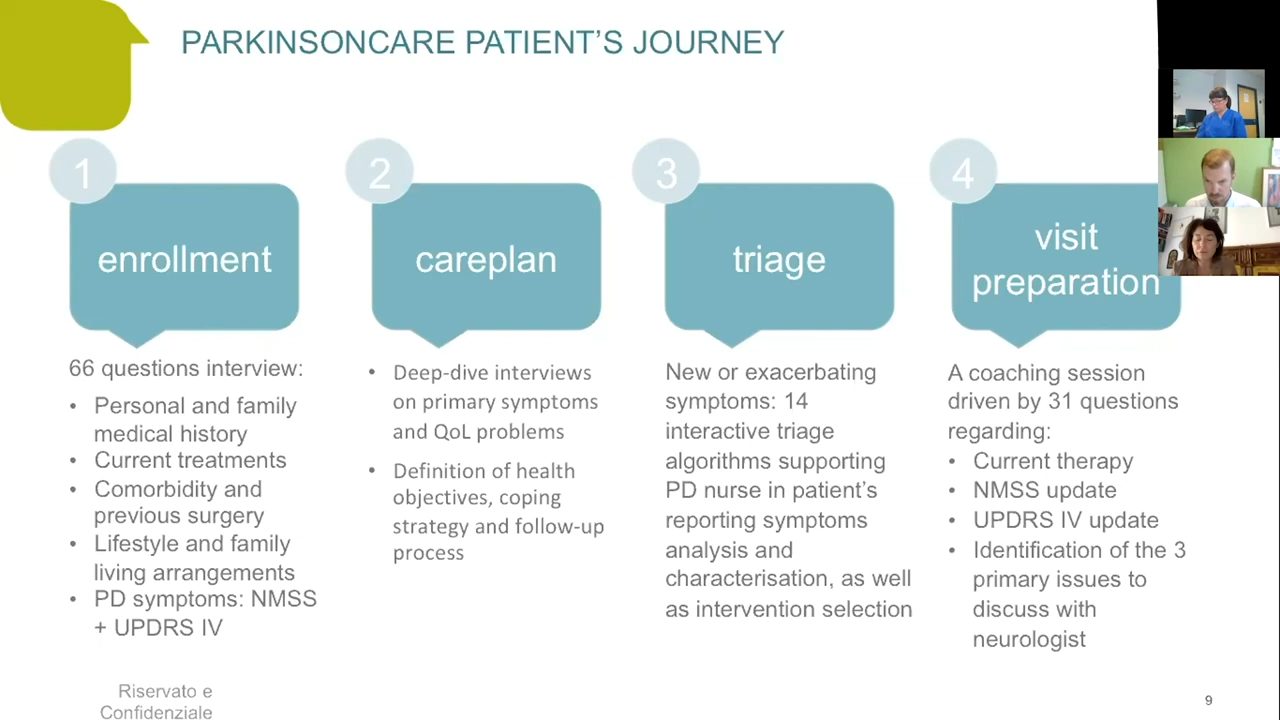 PARKINSONCARE PATIENT’S JOURNEY
1
enrollment
66 questions interview:
• Personal and family
medical history
• Current treatments
• Comorbidity and
previous surgery
• Lifestyle and family
living arrangements
• PD symptoms: NMSS
+ UPDRS IV
2
careplan
• Deep-dive interviews
on primary symptoms
and QoL problems
• Definition of health
objectives, coping
strategy and follow-up
process
3
triage
New or exacerbating
symptoms: 14
interactive triage
algorithms supporting
PD nurse in patient’s
reporting symptoms
analysis and
characterisation, as well
as intervention selection
4
visit
preparation
A coaching session
driven by 31 questions
regarding:
• Current therapy
• NMSS update
• UPDRS IV update
• Identification of the 3
primary issues to
discuss with
neurologist
Riservato e
Confidenziale
9